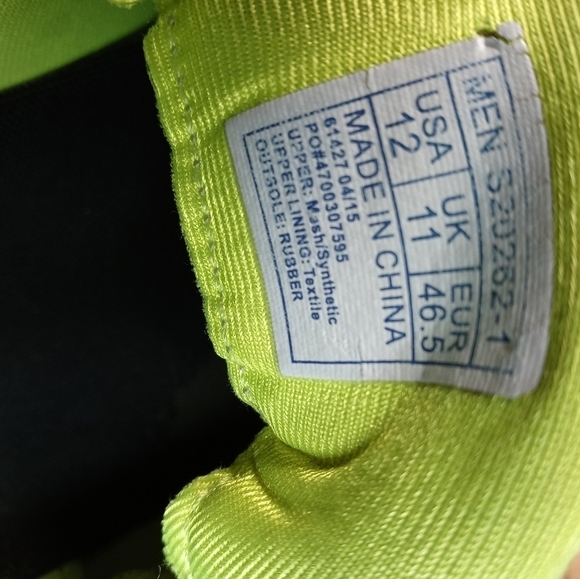 MEN S20262-1
USA UK EUR
12 11 46.5
MADE IN CHINA
61427 04/15
PO#4700307595
UPPER: Mesh/Synthetic
UPPER LINING: Textile
OUTSOLE: RUBBER